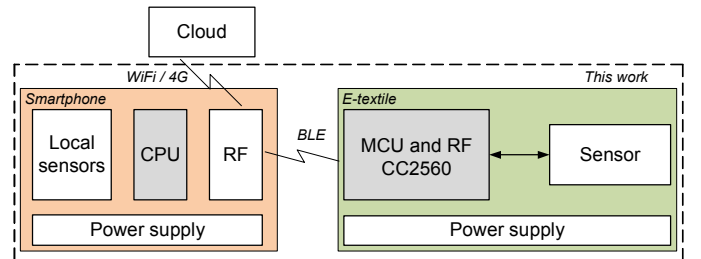 Cloud
WiFi / 4G
This work
Smartphone
E-textile
Local
sensors
CPU
RF
BLE
MCU and RF
CC2560
Sensor
Power supply
Power supply